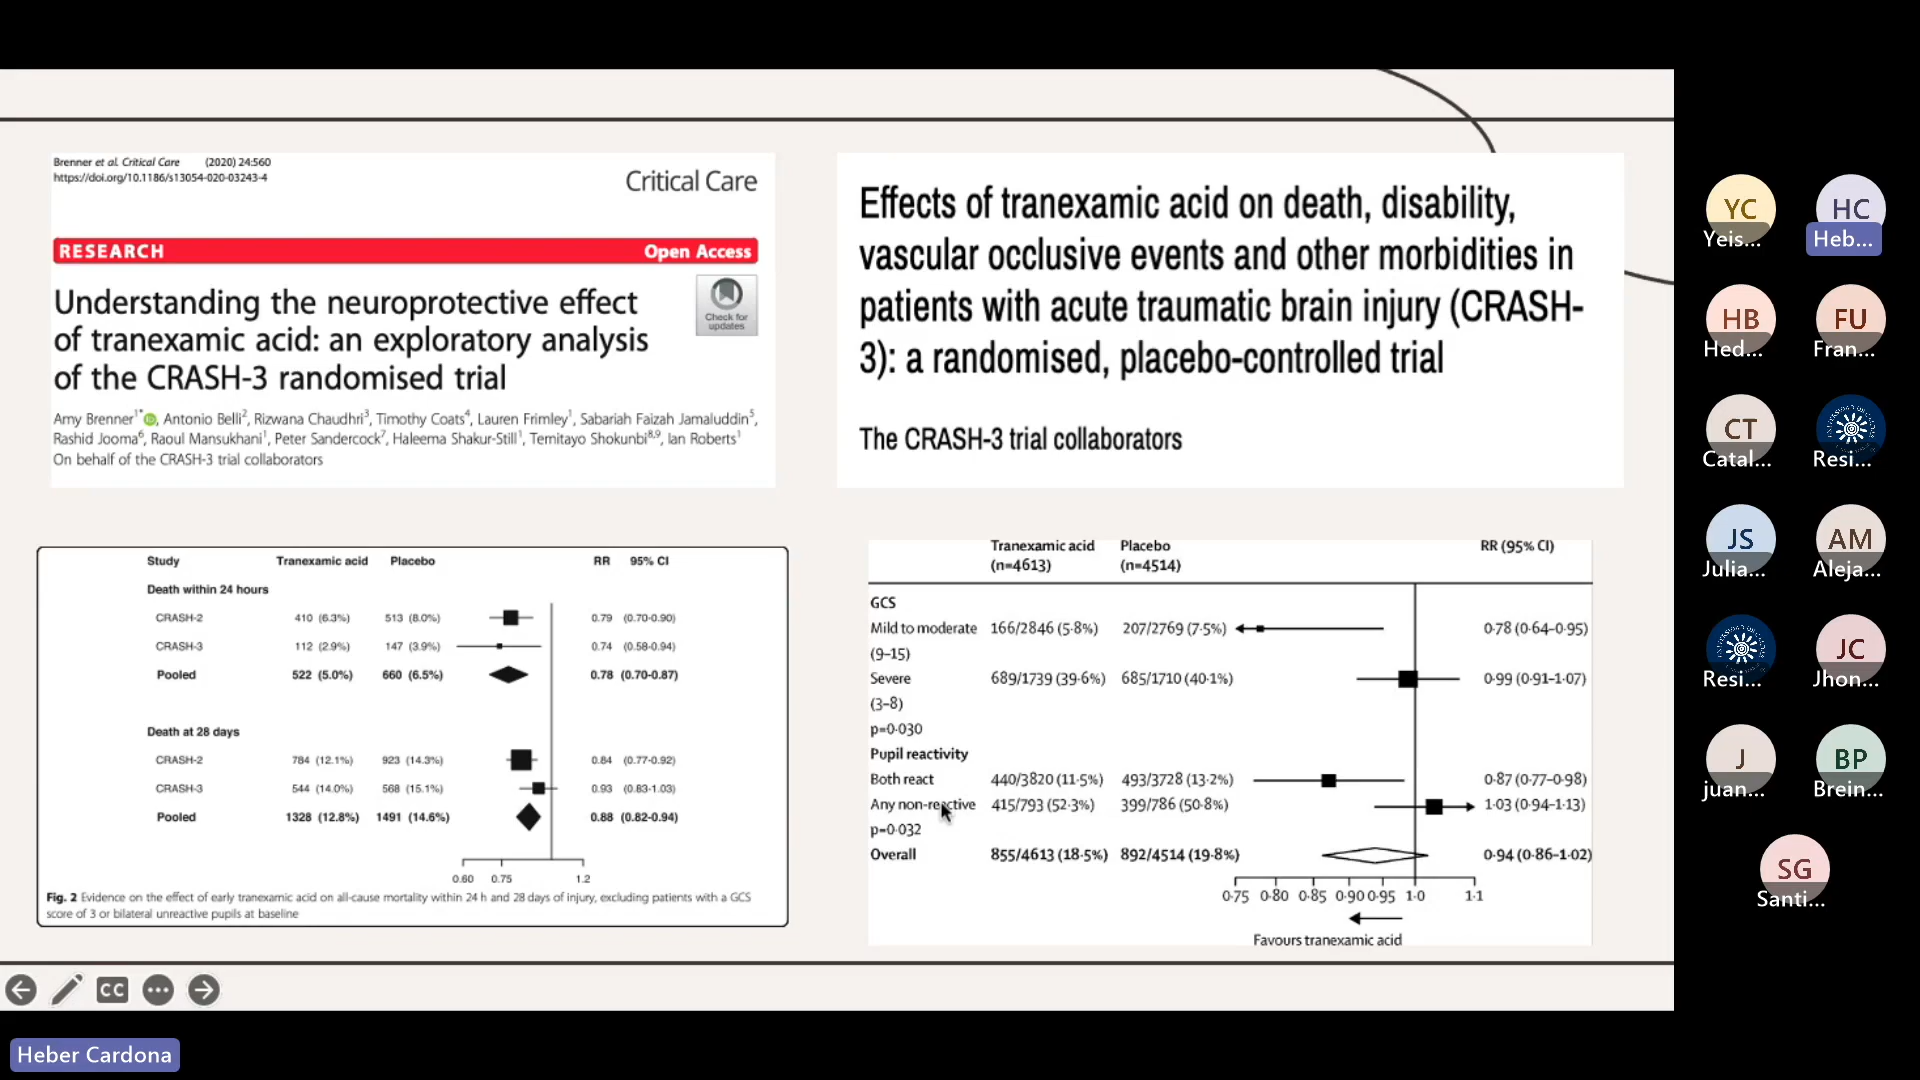 Brenner et al. Critical Care (2020) 24:560
https://doi.org/10.1186/s13054-020-03243-4
Critical Care
RESEARCH
Open Access
Check for
updates
Understanding the neuroprotective effect
of tranexamic acid: an exploratory analysis
of the CRASH-3 randomised trial
Amy Brenner1*, Antonio Belli2, Rizwana Chaudhri3, Timothy Coats4, Lauren Frimley1, Sabariah Faizah Jamaluddin5,
Rashid Jooma6, Raoul Mansukhani1, Peter Sandercock7, Haleema Shakur-Still1, Temitayo Shokunbi8,9, Ian Roberts1
On behalf of the CRASH-3 trial collaborators
Effects of tranexamic acid on death, disability,
vascular occlusive events and other morbidities in
patients with acute traumatic brain injury (CRASH-
3): a randomised, placebo-controlled trial
The CRASH-3 trial collaborators
Study Tranexamic acid Placebo RR 95% CI
Death within 24 hours
CRASH-2 410 (6.3%) 513 (8.0%) 0.79 (0.70-0.90)
CRASH-3 112 (2.9%) 147 (3.9%) 0.74 (0.58-0.94)
Pooled 522 (5.0%) 660 (6.5%) 0.78 (0.70-0.87)
Death at 28 days
CRASH-2 784 (12.1%) 923 (14.3%) 0.84 (0.77-0.92)
CRASH-3 544 (14.0%) 568 (15.1%) 0.93 (0.83-1.03)
Pooled 1328 (12.8%) 1491 (14.6%) 0.88 (0.82-0.94)
0.60 0.75 1.2
Fig. 2 Evidence on the effect of early tranexamic acid on all-cause mortality within 24 h and 28 days of injury, excluding patients with a GCS
score of 3 or bilateral unreactive pupils at baseline
Tranexamic acid Placebo RR (95% CI)
(n=4613) (n=4514)
GCS
Mild to moderate 166/2846 (5·8%) 207/2769 (7·5%) 0·78 (0·64–0·95)
(9–15)
Severe 689/1739 (39·6%) 685/1710 (40·1%) 0·99 (0·91–1·07)
(3–8)
p=0·030
Pupil reactivity
Both react 440/3820 (11·5%) 493/3728 (13·2%) 0·87 (0·77–0·98)
Any non-reactive 415/793 (52·3%) 399/786 (50·8%) 1·03 (0·94–1·13)
p=0·032
Overall 855/4613 (18·5%) 892/4514 (19·8%) 0·94 (0·86–1·02)
0·75 0·80 0·85 0·90 0·95 1·0 1·1
Favours tranexamic acid
CC
Heber Cardona
YC
Yeis...
HC
Heb...
HB
Hed...
FU
Fran...
CT
Catal...
Resi...
JS
Julia...
AM
Aleja...
Resi...
JC
Jhon...
J
juan...
BP
Brein...
SG
Santi...